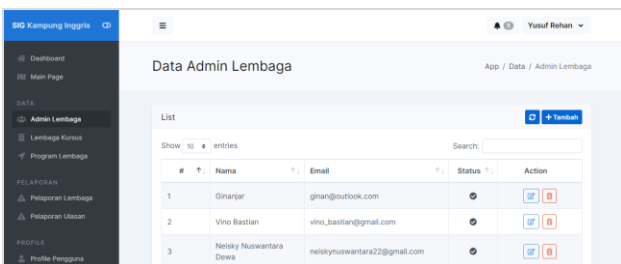 SIG Kampung Inggris
Yusuf Rehan
Dashboard
Main Page
DATA
Admin Lembaga
Lembaga Kursus
Program Lembaga
PELAPORAN
Pelaporan Lembaga
Pelaporan Ulasan
PROFILE
Profile Pengguna
Data Admin Lembaga
App / Data / Admin Lembaga
List
+ Tambah
Show 10 entries
Search:
# Nama Email Status Action
1 Ginanjar ginan@outlook.com
2 Vino Bastian vino_bastian@gmail.com
3 Nelsky Nuswantara Dewa nelskynuswantara22@gmail.com